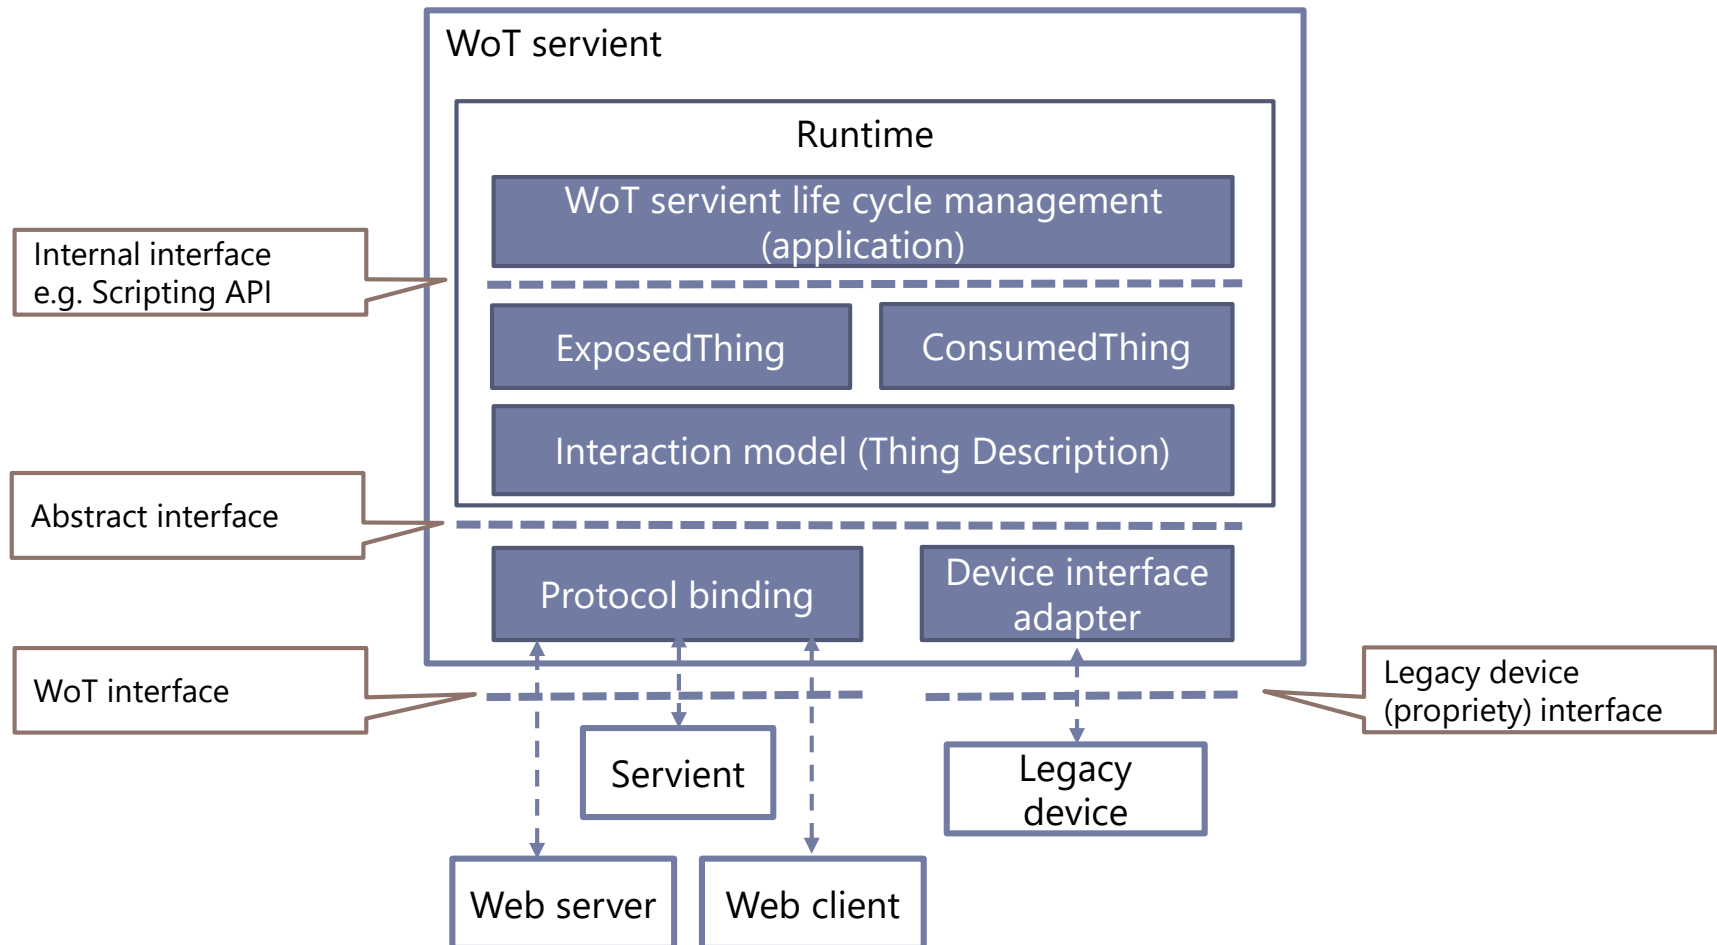 WoT servient
Runtime
WoT servient life cycle management
(application)
Internal interface
e.g. Scripting API
ExposedThing
ConsumedThing
Interaction model (Thing Description)
Abstract interface
Protocol binding
Device interface
adapter
WoT interface
Legacy device
(propriety) interface
Servient
Legacy
device
Web server
Web client